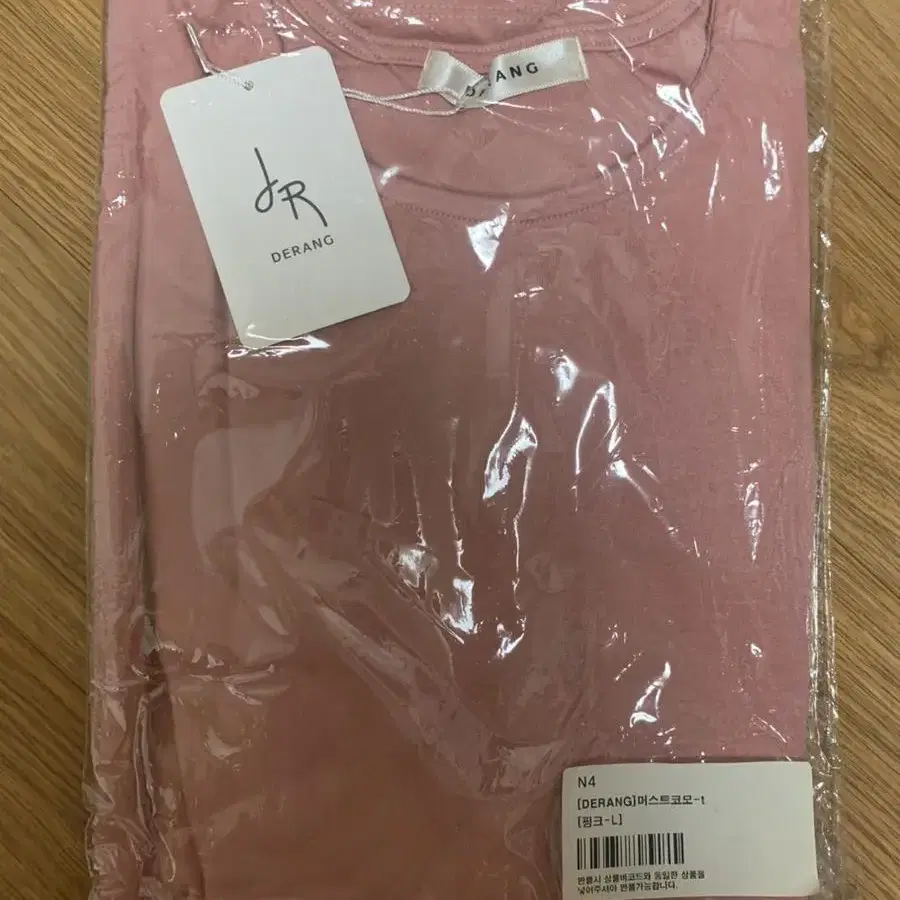 DERANG
JR
DERANG
N4
[DERANG]머스트코모-t
[핑크-L]
반품시 상품바코드와 동일한 상품을
넣어주셔야 반품가능합니다.